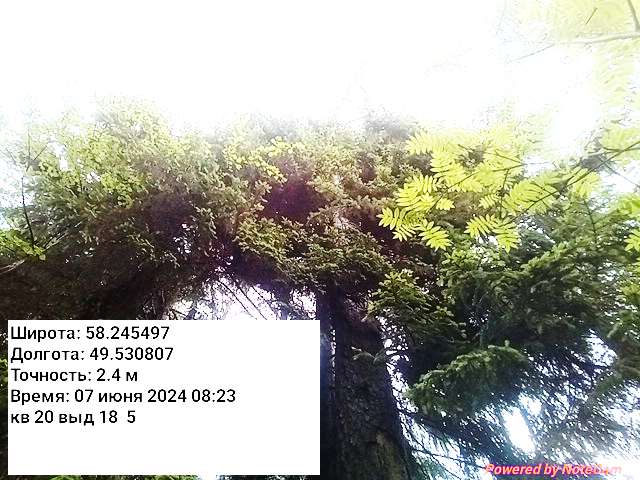 Широта: 58.245497
Долгота: 49.530807
Точность: 2.4 м
Время: 07 июня 2024 08:23
кв 20 выд 18 5
Powered by NoteCam